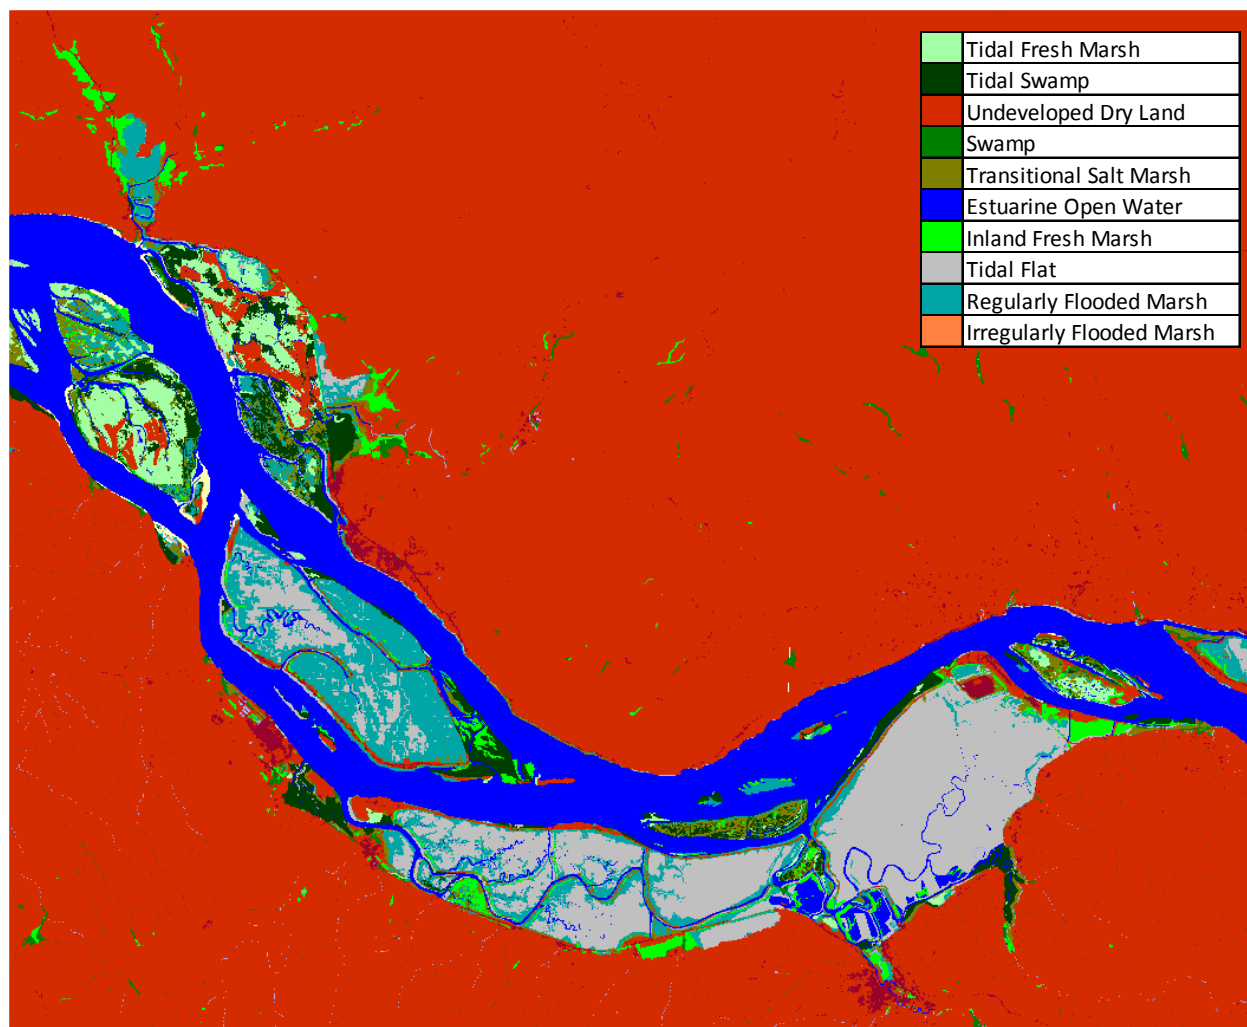 Tidal Fresh Marsh
Tidal Swamp
Undeveloped Dry Land
Swamp
Transitional Salt Marsh
Estuarine Open Water
Inland Fresh Marsh
Tidal Flat
Regularly Flooded Marsh
Irregularly Flooded Marsh